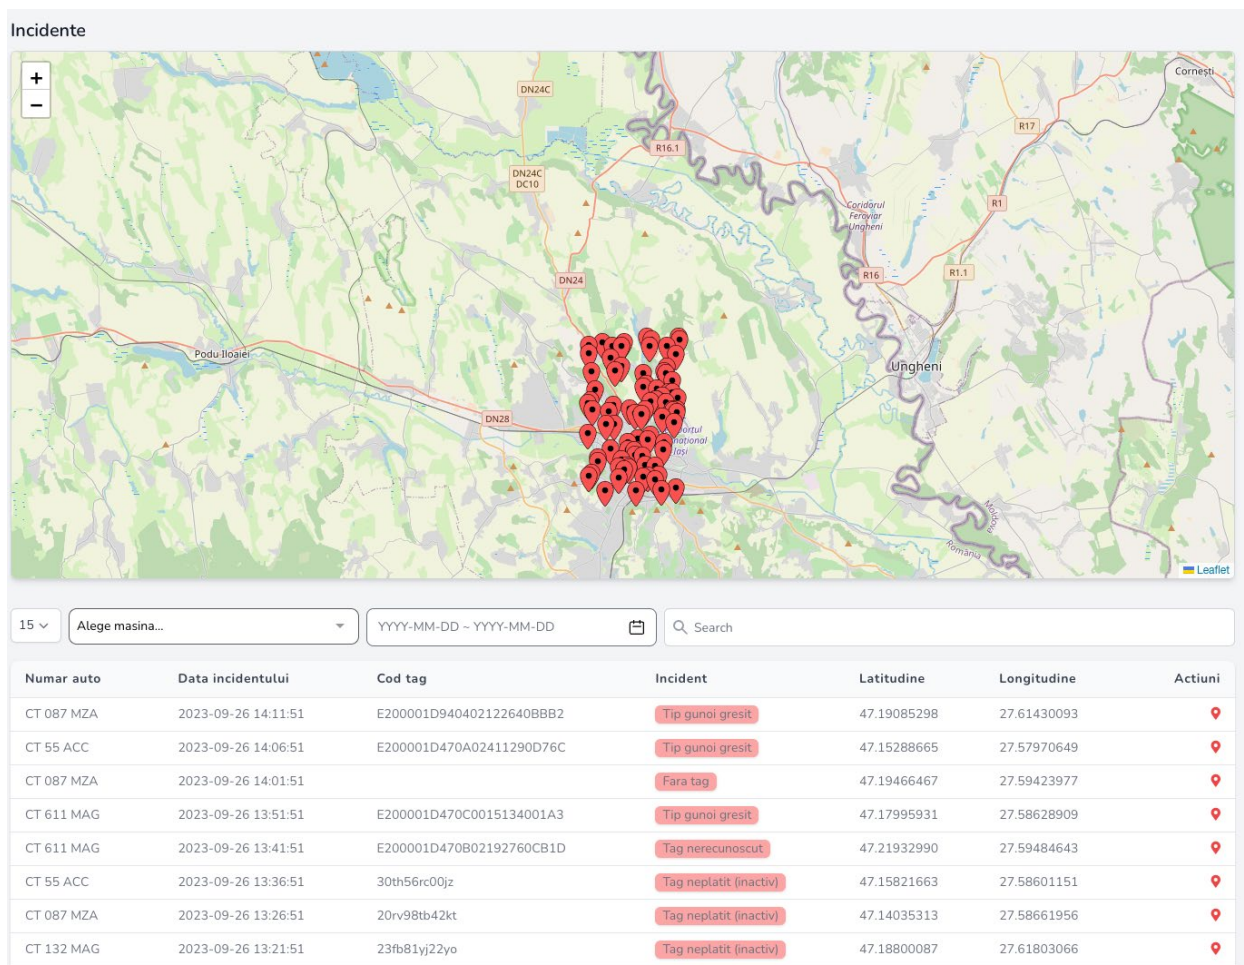 Incidente
+
−
Cornești
DN24C
R17
R16.1
DN24C
DC10
Coridorul
Feroviar
Ungheni
R1
R16
R1.1
DN24
Podu Iloaiei
Ungheni
DN28
național
Iași
România
Leaflet
15 Alege masina... YYYY-MM-DD ~ YYYY-MM-DD Search
Numar auto Data incidentului Cod tag Incident Latitudine Longitudine Actiuni
CT 087 MZA 2023-09-26 14:11:51 E200001D940402122640BBB2 Tip gunoi gresit 47.19085298 27.61430093
CT 55 ACC 2023-09-26 14:06:51 E200001D470A02411290D76C Tip gunoi gresit 47.15288665 27.57970649
CT 087 MZA 2023-09-26 14:01:51 Fara tag 47.19466467 27.59423977
CT 611 MAG 2023-09-26 13:51:51 E200001D470C0015134001A3 Tip gunoi gresit 47.17995931 27.58628909
CT 611 MAG 2023-09-26 13:41:51 E200001D470B02192760CB1D Tag nerecunoscut 47.21932990 27.59484643
CT 55 ACC 2023-09-26 13:36:51 30th56rc00jz Tag neplatit (inactiv) 47.15821663 27.58601151
CT 087 MZA 2023-09-26 13:26:51 20rv98tb42kt Tag neplatit (inactiv) 47.14035313 27.58661956
CT 132 MAG 2023-09-26 13:21:51 23fb81yj22yo Tag neplatit (inactiv) 47.18800087 27.61803066